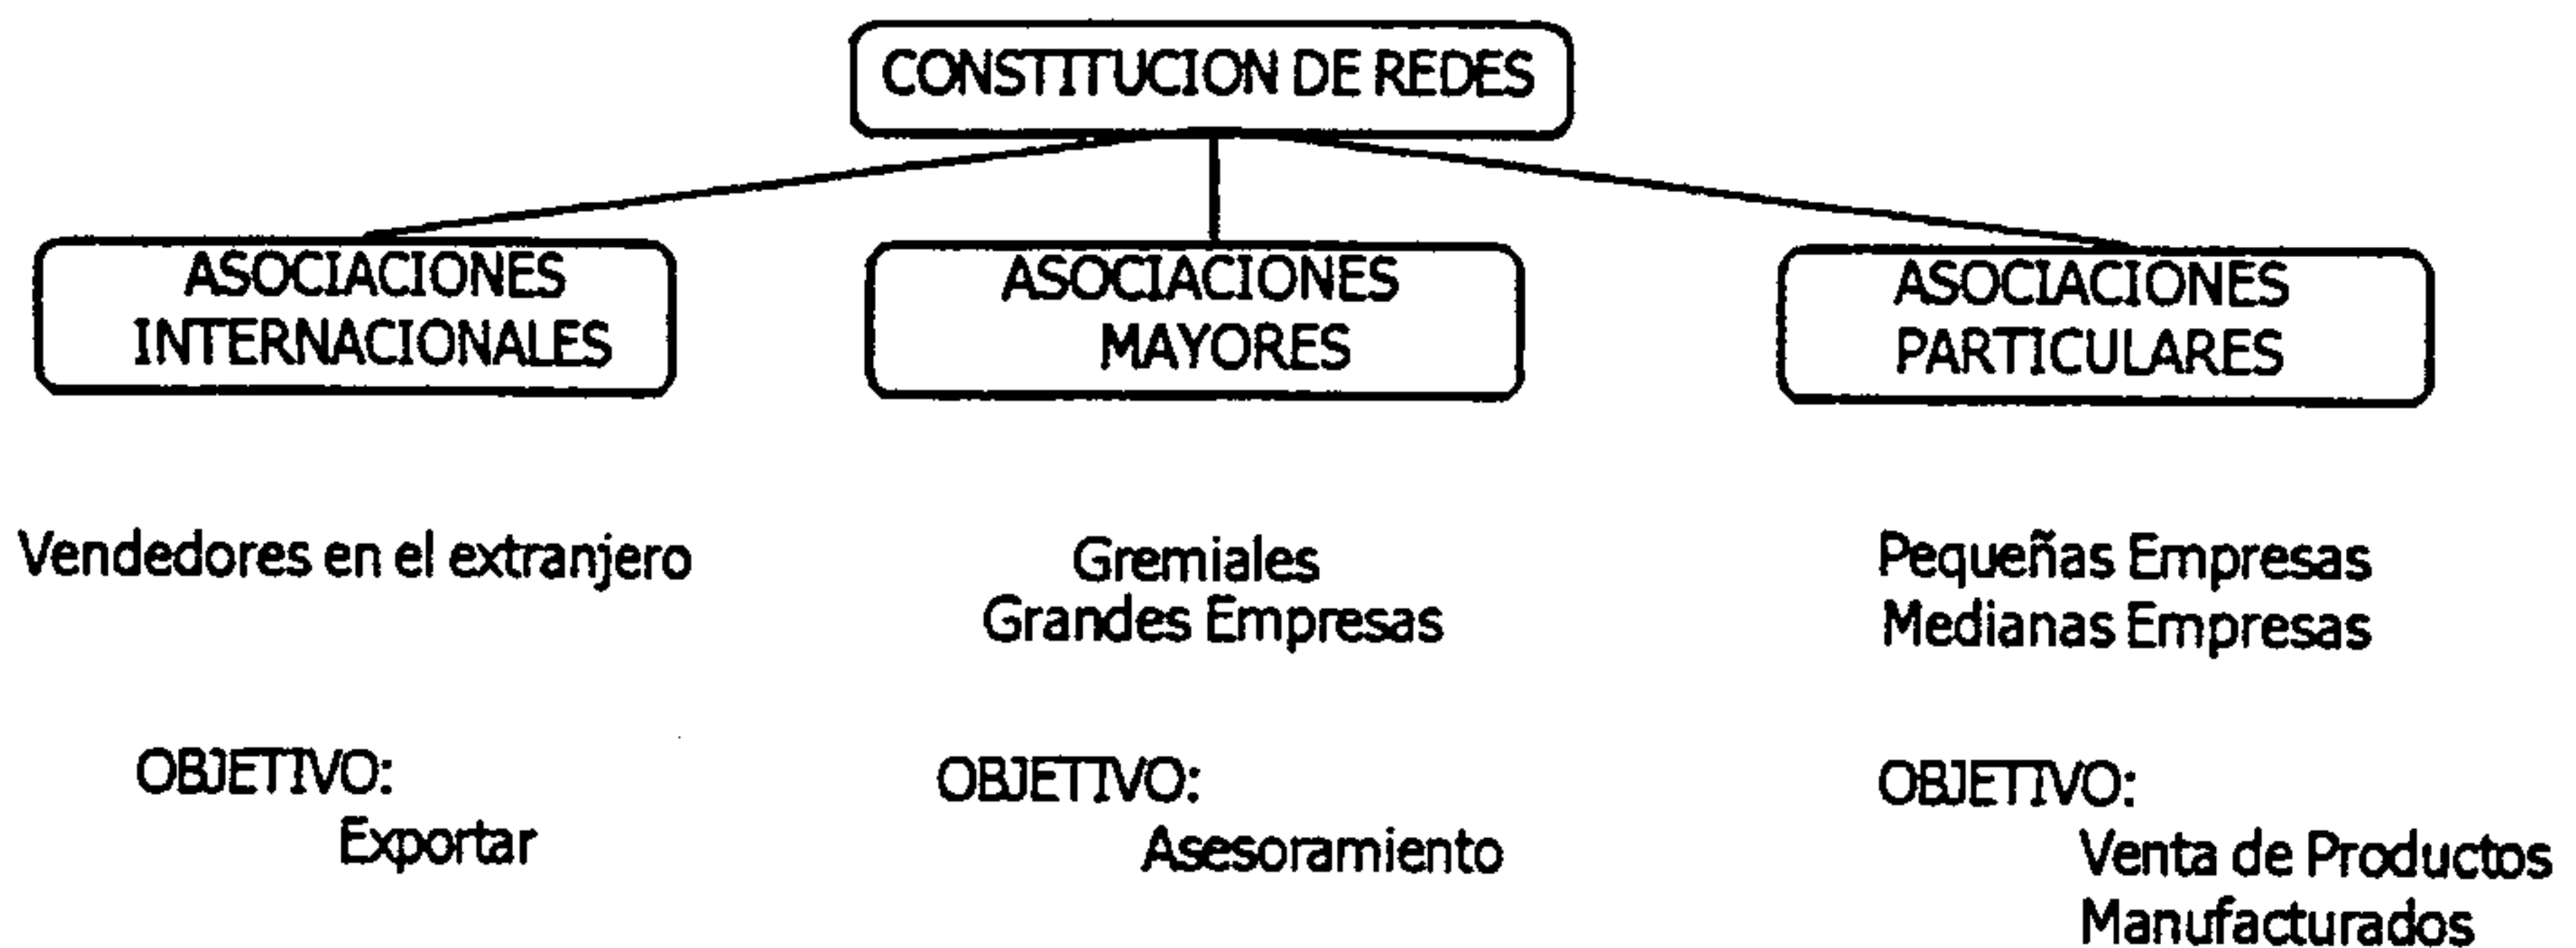 CONSTITUCION DE REDES
ASOCIACIONES
INTERNACIONALES
ASOCIACIONES
MAYORES
ASOCIACIONES
PARTICULARES
Vendedores en el extranjero
Gremiales
Grandes Empresas
Pequeñas Empresas
Medianas Empresas
OBJETIVO:
Exportar
OBJETIVO:
Asesoramiento
OBJETIVO:
Venta de Productos
Manufacturados